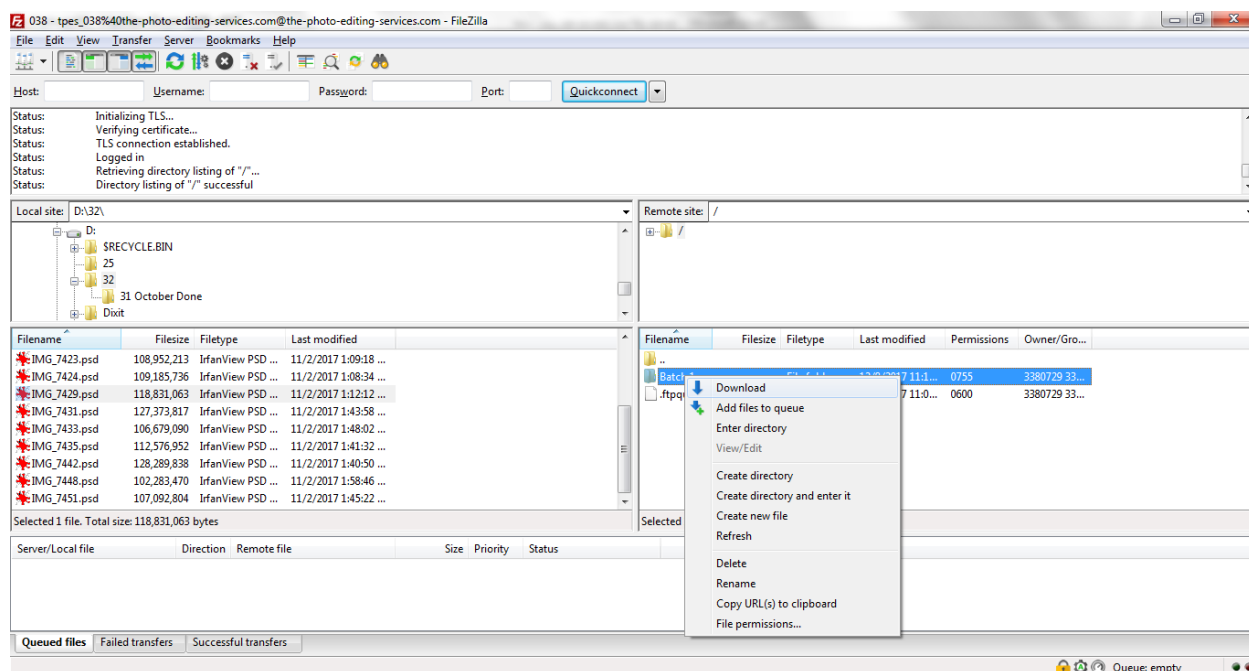 038 - tpes_038%40the-photo-editing-services.com@the-photo-editing-services.com - FileZilla
File Edit View Transfer Server Bookmarks Help
Host: Username: Password: Port: Quickconnect
Status: Initializing TLS...
Status: Verifying certificate...
Status: TLS connection established.
Status: Logged in
Status: Retrieving directory listing of "/"...
Status: Directory listing of "/" successful
Local site: D:\32\
D:
$RECYCLE.BIN
25
32
31 October Done
Dixit
Remote site: /
/
Filename Filesize Filetype Last modified
IMG_7423.psd 108,952,213 IrfanView PSD ... 11/2/2017 1:09:18 ...
IMG_7424.psd 109,185,736 IrfanView PSD ... 11/2/2017 1:08:34 ...
IMG_7429.psd 118,831,063 IrfanView PSD ... 11/2/2017 1:12:12 ...
IMG_7431.psd 127,373,817 IrfanView PSD ... 11/2/2017 1:43:58 ...
IMG_7433.psd 106,679,090 IrfanView PSD ... 11/2/2017 1:48:02 ...
IMG_7435.psd 112,576,952 IrfanView PSD ... 11/2/2017 1:41:32 ...
IMG_7442.psd 128,289,838 IrfanView PSD ... 11/2/2017 1:40:50 ...
IMG_7448.psd 102,283,470 IrfanView PSD ... 11/2/2017 1:58:46 ...
IMG_7451.psd 107,092,804 IrfanView PSD ... 11/2/2017 1:45:22 ...
Selected 1 file. Total size: 118,831,063 bytes
Filename Filesize Filetype Last modified Permissions Owner/Gro...
..
Batch 0755 3380729 33...
.ftpq 7 11:0... 0600 3380729 33...
Selected
Download
Add files to queue
Enter directory
View/Edit
Create directory
Create directory and enter it
Create new file
Refresh
Delete
Rename
Copy URL(s) to clipboard
File permissions...
Server/Local file Direction Remote file Size Priority Status
Queued files Failed transfers Successful transfers
Queue: empty